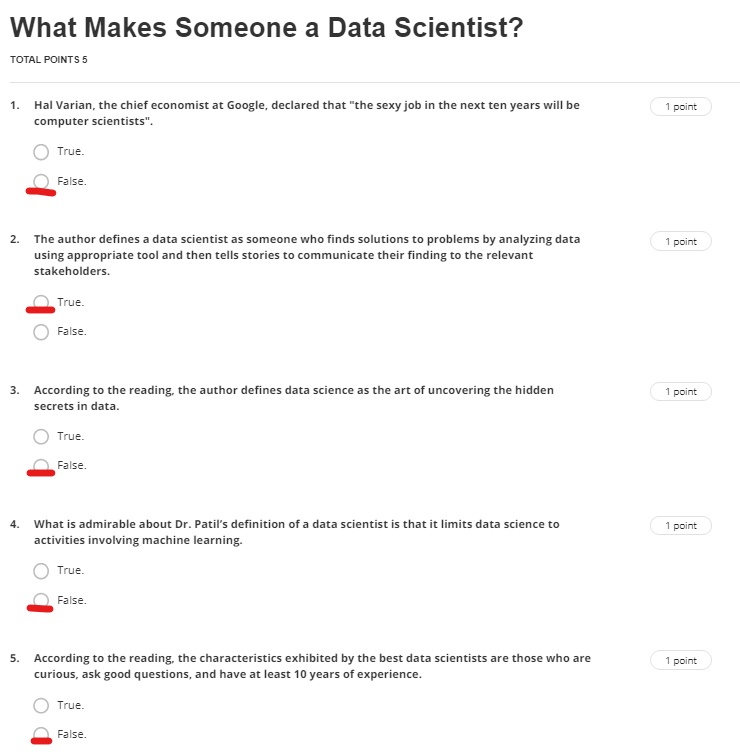 What Makes Someone a Data Scientist?
TOTAL POINTS 5
1. Hal Varian, the chief economist at Google, declared that "the sexy job in the next ten years will be
computer scientists".
1 point
True.
False.
2. The author defines a data scientist as someone who finds solutions to problems by analyzing data
using appropriate tool and then tells stories to communicate their finding to the relevant
stakeholders.
1 point
True.
False.
3. According to the reading, the author defines data science as the art of uncovering the hidden
secrets in data.
1 point
True.
False.
4. What is admirable about Dr. Patil's definition of a data scientist is that it limits data science to
activities involving machine learning.
1 point
True.
False.
5. According to the reading, the characteristics exhibited by the best data scientists are those who are
curious, ask good questions, and have at least 10 years of experience.
1 point
True.
False.